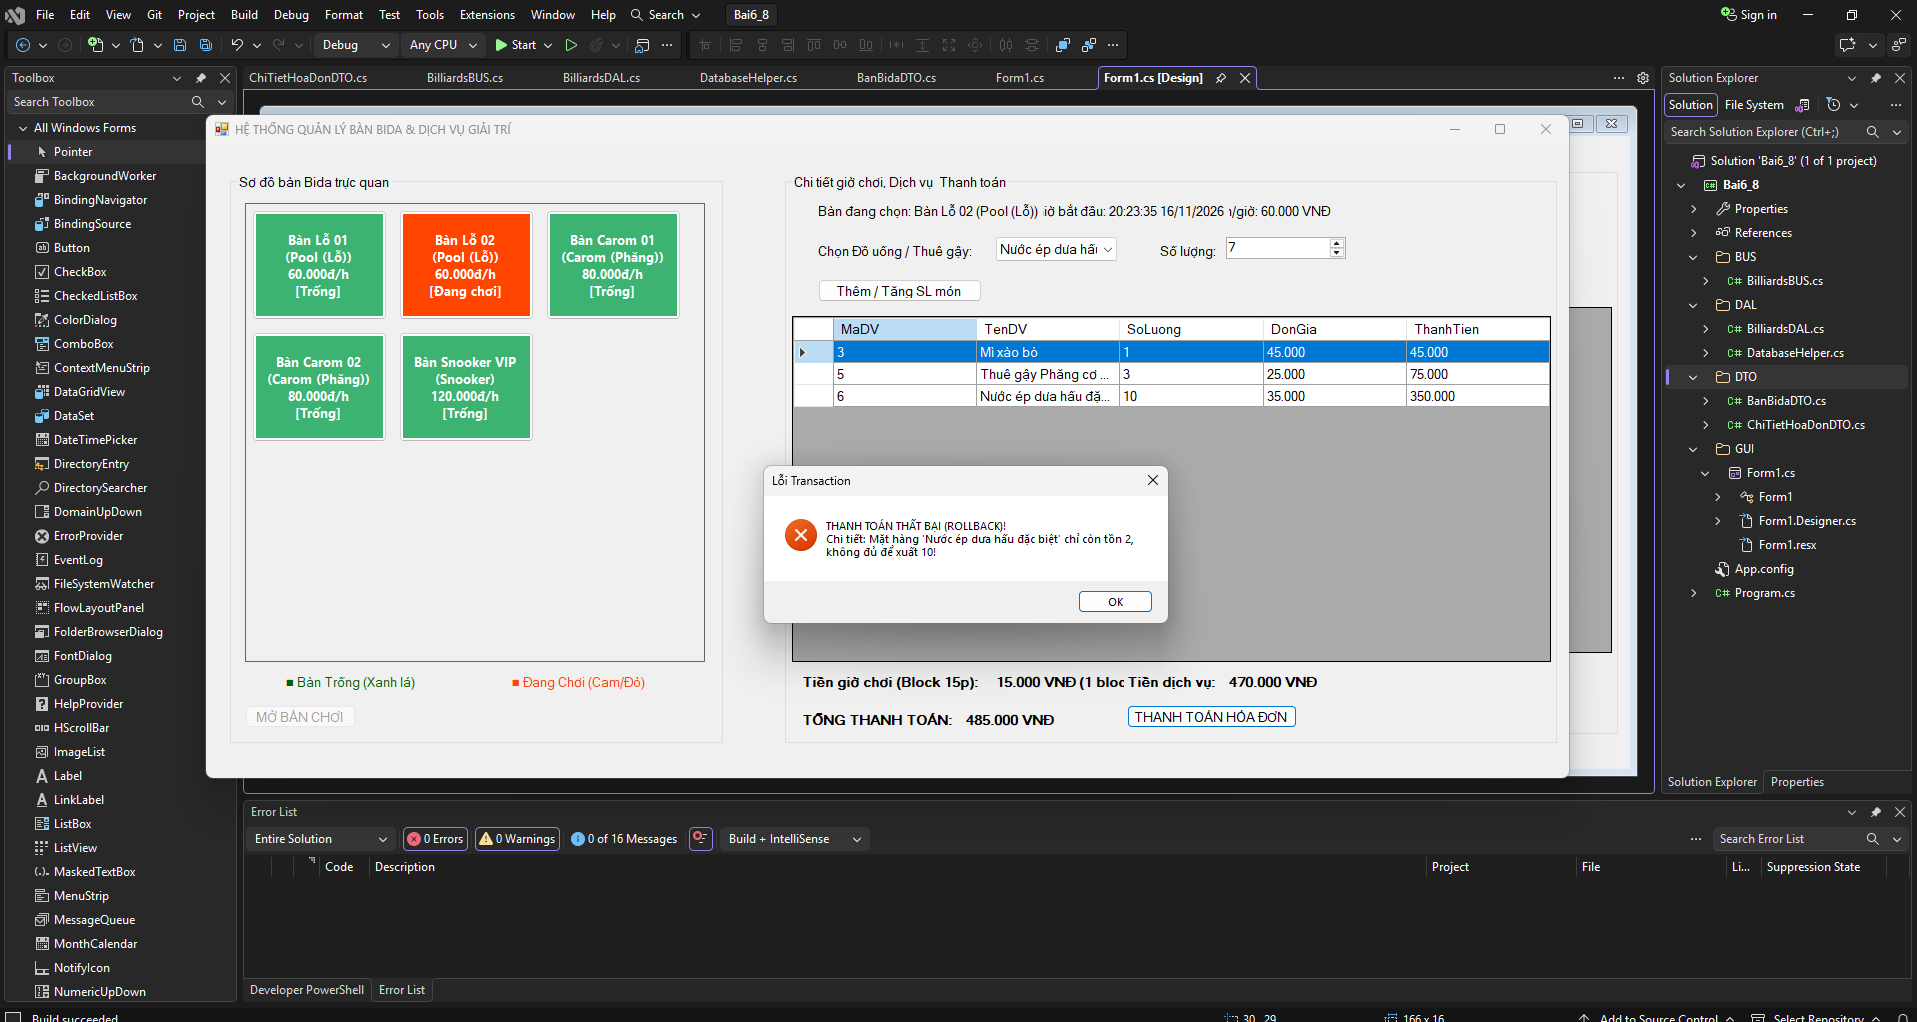 File Edit View Git Project Build Debug Format Test Tools Extensions Window Help Search Bai6_8 Sign in
Debug Any CPU Start
Toolbox
Search Toolbox
All Windows Forms
Pointer
BackgroundWorker
BindingNavigator
BindingSource
Button
CheckBox
CheckedListBox
ColorDialog
ComboBox
ContextMenuStrip
DataGridView
DataSet
DateTimePicker
DirectoryEntry
DirectorySearcher
DomainUpDown
ErrorProvider
EventLog
FileSystemWatcher
FlowLayoutPanel
FolderBrowserDialog
FontDialog
GroupBox
HelpProvider
HScrollBar
ImageList
Label
LinkLabel
ListBox
ListView
MaskedTextBox
MenuStrip
MessageQueue
MonthCalendar
NotifyIcon
NumericUpDown
ChiTietHoaDonDTO.cs BilliardsBUS.cs BilliardsDAL.cs DatabaseHelper.cs BanBidaDTO.cs Form1.cs Form1.cs [Design]
HỆ THỐNG QUẢN LÝ BÀN BIDA & DỊCH VỤ GIẢI TRÍ
Sơ đồ bàn Bida trực quan
Bàn Lỗ 01
(Pool (Lỗ))
60.000đ/h
[Trống]
Bàn Lỗ 02
(Pool (Lỗ))
60.000đ/h
[Đang chơi]
Bàn Carom 01
(Carom (Phăng))
80.000đ/h
[Trống]
Bàn Carom 02
(Carom (Phăng))
80.000đ/h
[Trống]
Bàn Snooker VIP
(Snooker)
120.000đ/h
[Trống]
■ Bàn Trống (Xanh lá) ■ Đang Chơi (Cam/Đỏ)
MỞ BÀN CHƠI
Chi tiết giờ chơi, Dịch vụ Thanh toán
Bàn đang chọn: Bàn Lỗ 02 (Pool (Lỗ)) iờ bắt đầu: 20:23:35 16/11/2026 /giờ: 60.000 VNĐ
Chọn Đồ uống / Thuê gậy: Nước ép dưa hấu Số lượng: 7
Thêm / Tăng SL món
MaDV TenDV SoLuong DonGia ThanhTien
3 Mì xào bò 1 45.000 45.000
5 Thuê gậy Phăng cơ ... 3 25.000 75.000
6 Nước ép dưa hấu đặ... 10 35.000 350.000
Lỗi Transaction
THANH TOÁN THẤT BẠI (ROLLBACK)!
Chi tiết: Mặt hàng 'Nước ép dưa hấu đặc biệt' chỉ còn tồn 2,
không đủ để xuất 10!
OK
Tiền giờ chơi (Block 15p): 15.000 VNĐ (1 bloc Tiền dịch vụ: 470.000 VNĐ
TỔNG THANH TOÁN: 485.000 VNĐ THANH TOÁN HÓA ĐƠN
Solution Explorer
Solution File System
Search Solution Explorer (Ctrl+;)
Solution 'Bai6_8' (1 of 1 project)
Bai6_8
Properties
References
BUS
C# BilliardsBUS.cs
DAL
C# BilliardsDAL.cs
C# DatabaseHelper.cs
DTO
C# BanBidaDTO.cs
C# ChiTietHoaDonDTO.cs
GUI
Form1.cs
Form1
Form1.Designer.cs
Form1.resx
App.config
C# Program.cs
Solution Explorer Properties
Error List
Entire Solution 0 Errors 0 Warnings 0 of 16 Messages Build + IntelliSense Search Error List
Code Description Project File Li... Suppression State
Developer PowerShell Error List
Build succeeded 30, 29 166 x 16 Add to Source Control Select Repository